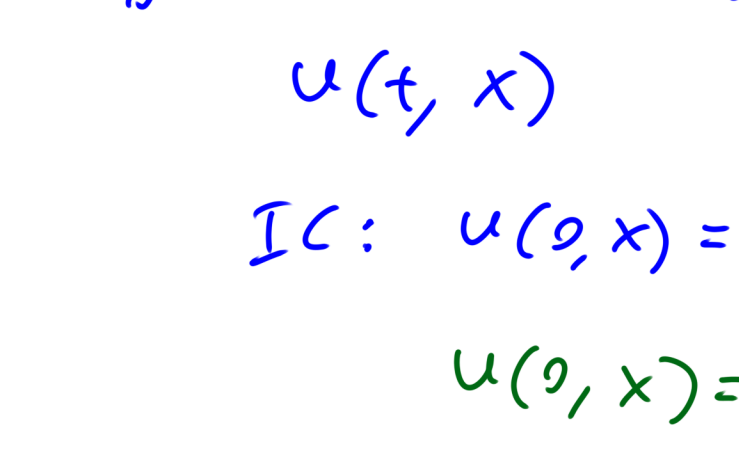 u(t, x)
IC: u(0, x) =
u(0, x) =